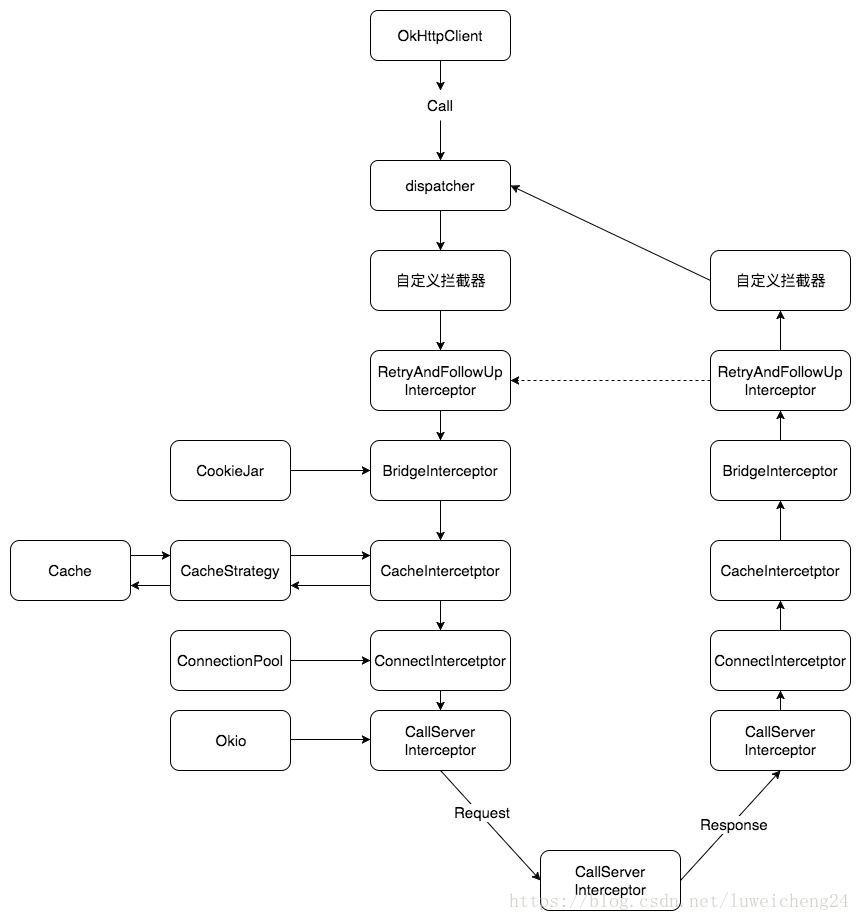 OkHttpClient
Call
dispatcher
自定义拦截器
自定义拦截器
RetryAndFollowUp
Interceptor
RetryAndFollowUp
Interceptor
CookieJar
BridgeInterceptor
BridgeInterceptor
Cache
CacheStrategy
CacheIntercetptor
CacheIntercetptor
ConnectionPool
ConnectIntercetptor
ConnectIntercetptor
Okio
CallServer
Interceptor
CallServer
Interceptor
Request
Response
CallServer
Interceptor
https://blog.csdn.net/luweicheng24